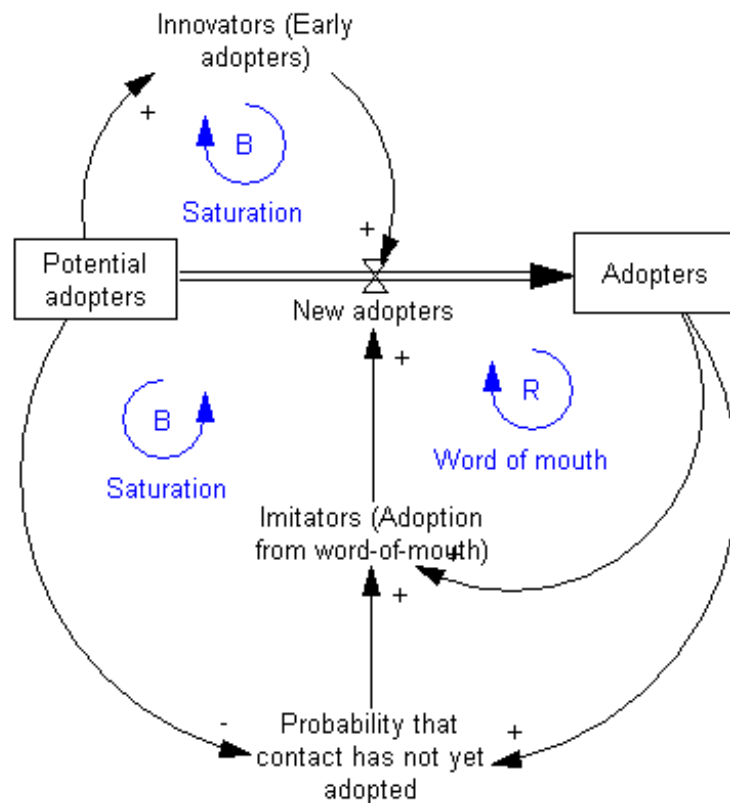 Innovators (Early
adopters)
+
B
Saturation
+
Potential
adopters
Adopters
New adopters
+
B
Saturation
R
Word of mouth
Imitators (Adoption
from word-of-mouth)
+
+
-
Probability that
contact has not yet
adopted
+